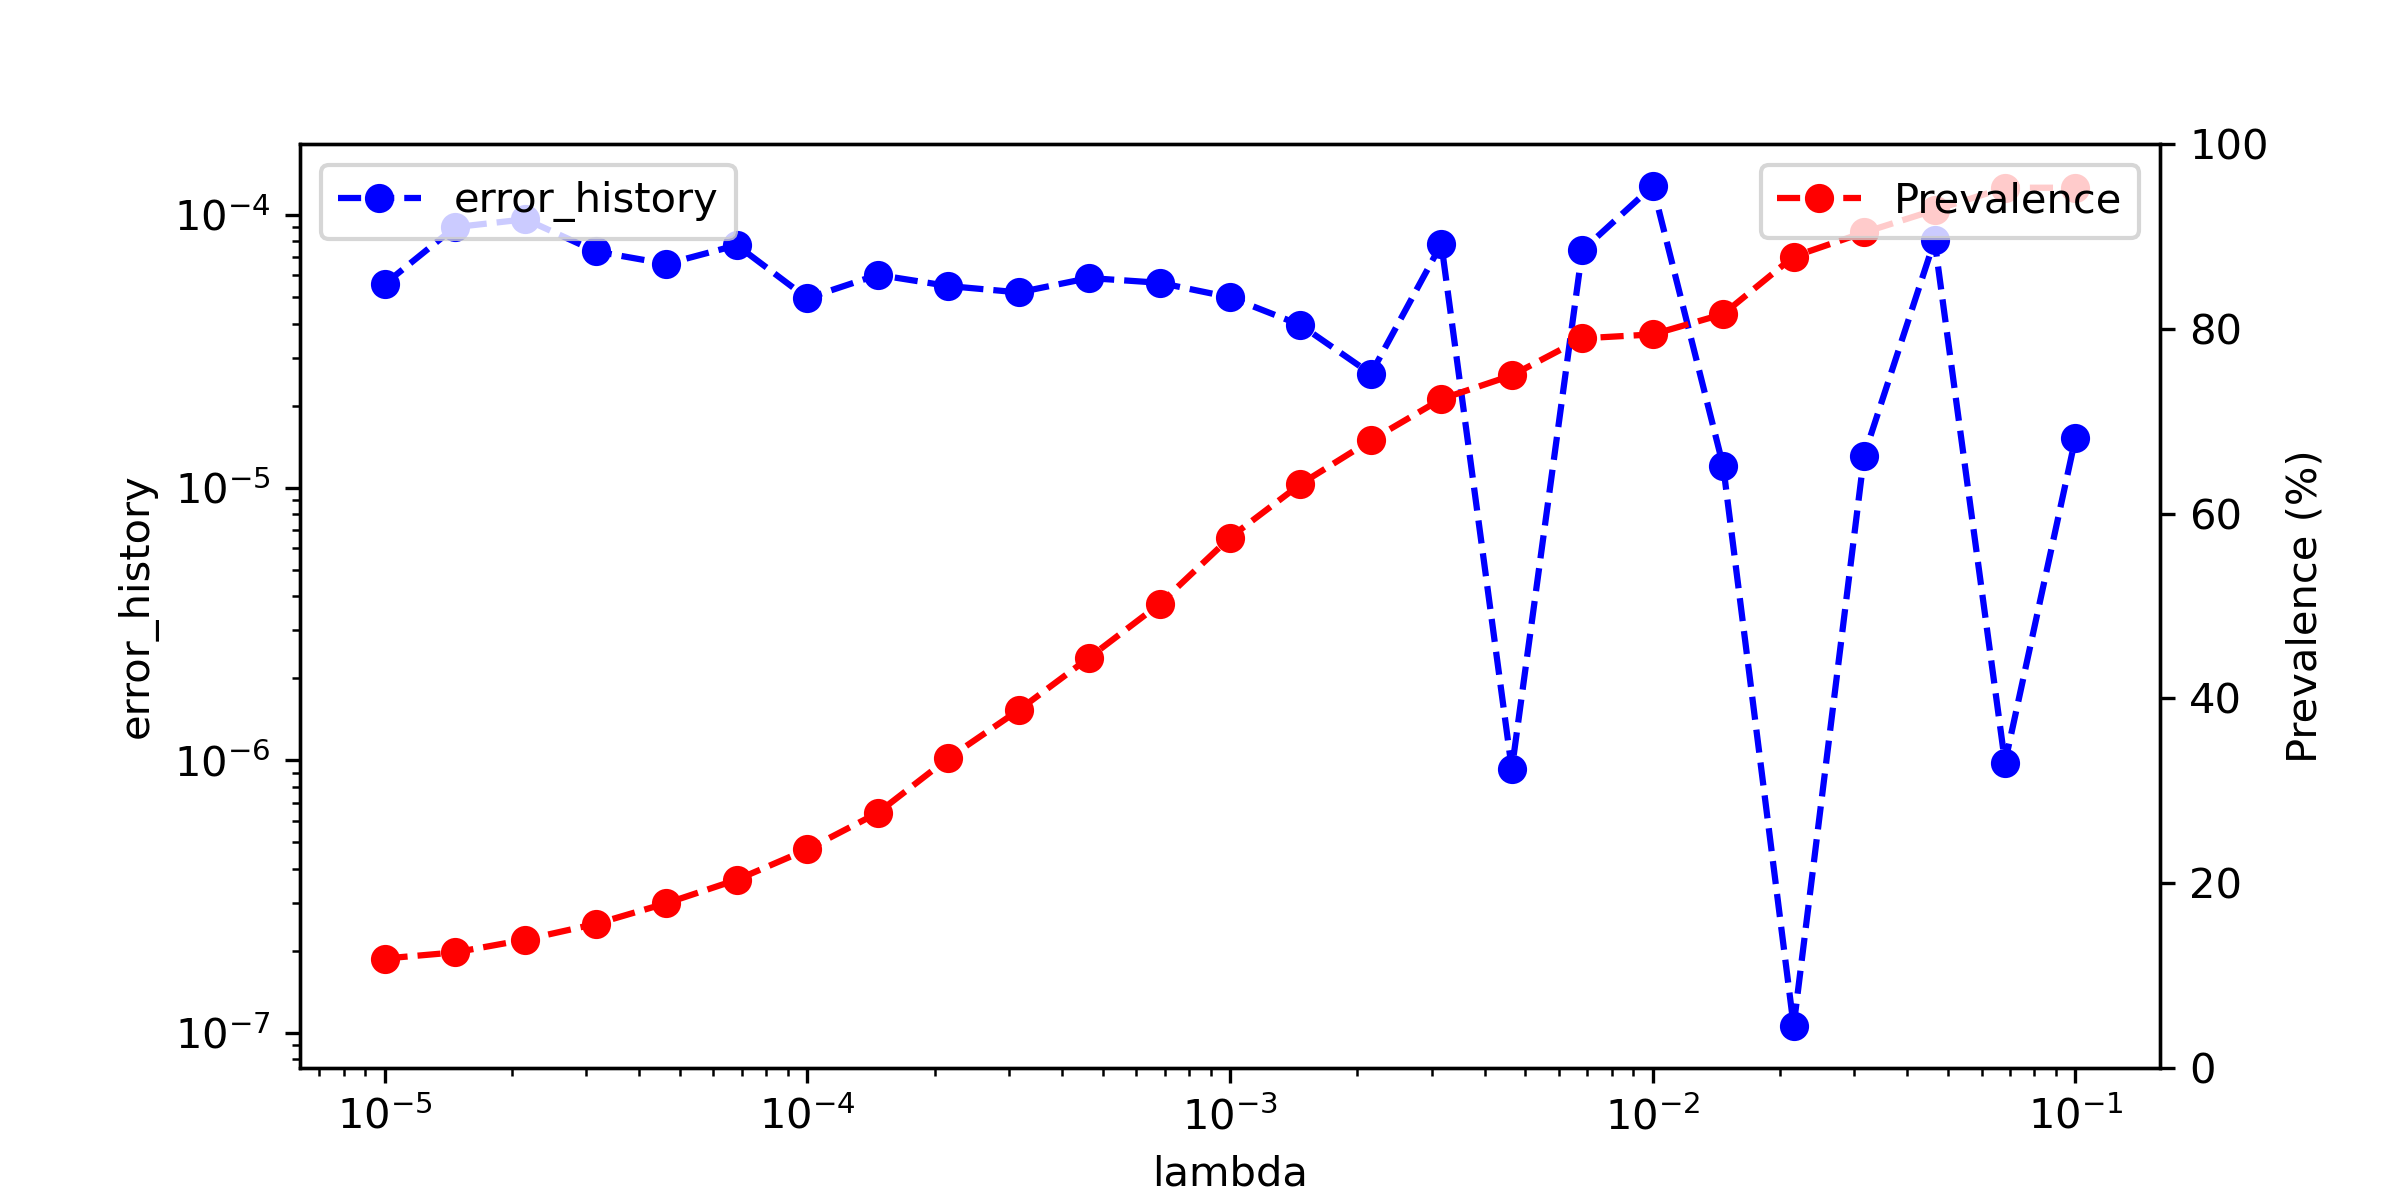 error_history
Prevalence
10⁻⁴
10⁻⁵
10⁻⁶
10⁻⁷
error_history
100
80
60
40
20
0
Prevalence (%)
10⁻⁵ 10⁻⁴ 10⁻³ 10⁻² 10⁻¹
lambda